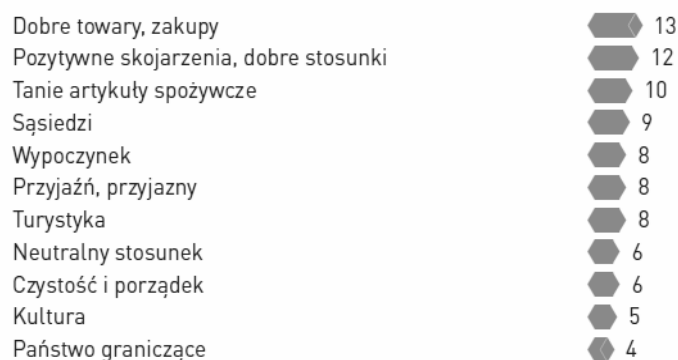 Dobre towary, zakupy 13
Pozytywne skojarzenia, dobre stosunki 12
Tanie artykuły spożywcze 10
Sąsiedzi 9
Wypoczynek 8
Przyjaźń, przyjazny 8
Turystyka 8
Neutralny stosunek 6
Czystość i porządek 6
Kultura 5
Państwo graniczące 4